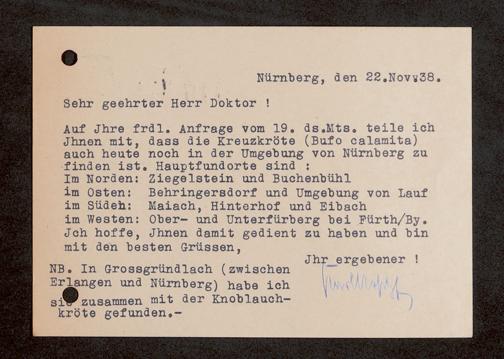 Nürnberg, den 22.Nov.38.
Sehr geehrter Herr Doktor !
Auf Jhre frdl. Anfrage vom 19. ds.Mts. teile ich
Jhnen mit, dass die Kreuzkröte (Bufo calamita)
auch heute noch in der Umgebung von Nürnberg zu
finden ist. Hauptfundorte sind :
Im Norden: Ziegelstein und Buchenbühl
im Osten: Behringersdorf und Umgebung von Lauf
im Süden: Maiach, Hinterhof und Eibach
im Westen: Ober- und Unterfürberg bei Fürth/By.
Jch hoffe, Jhnen damit gedient zu haben und bin
mit den besten Grüssen,
Jhr ergebener !
NB. In Grossgründlach (zwischen
Erlangen und Nürnberg) habe ich
sie zusammen mit der Knoblauch-
kröte gefunden.-